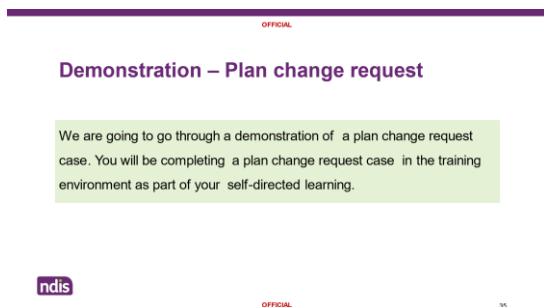 OFFICIAL
Demonstration – Plan change request
We are going to go through a demonstration of a plan change request
case. You will be completing a plan change request case in the training
environment as part of your self-directed learning.
ndis
OFFICIAL
35